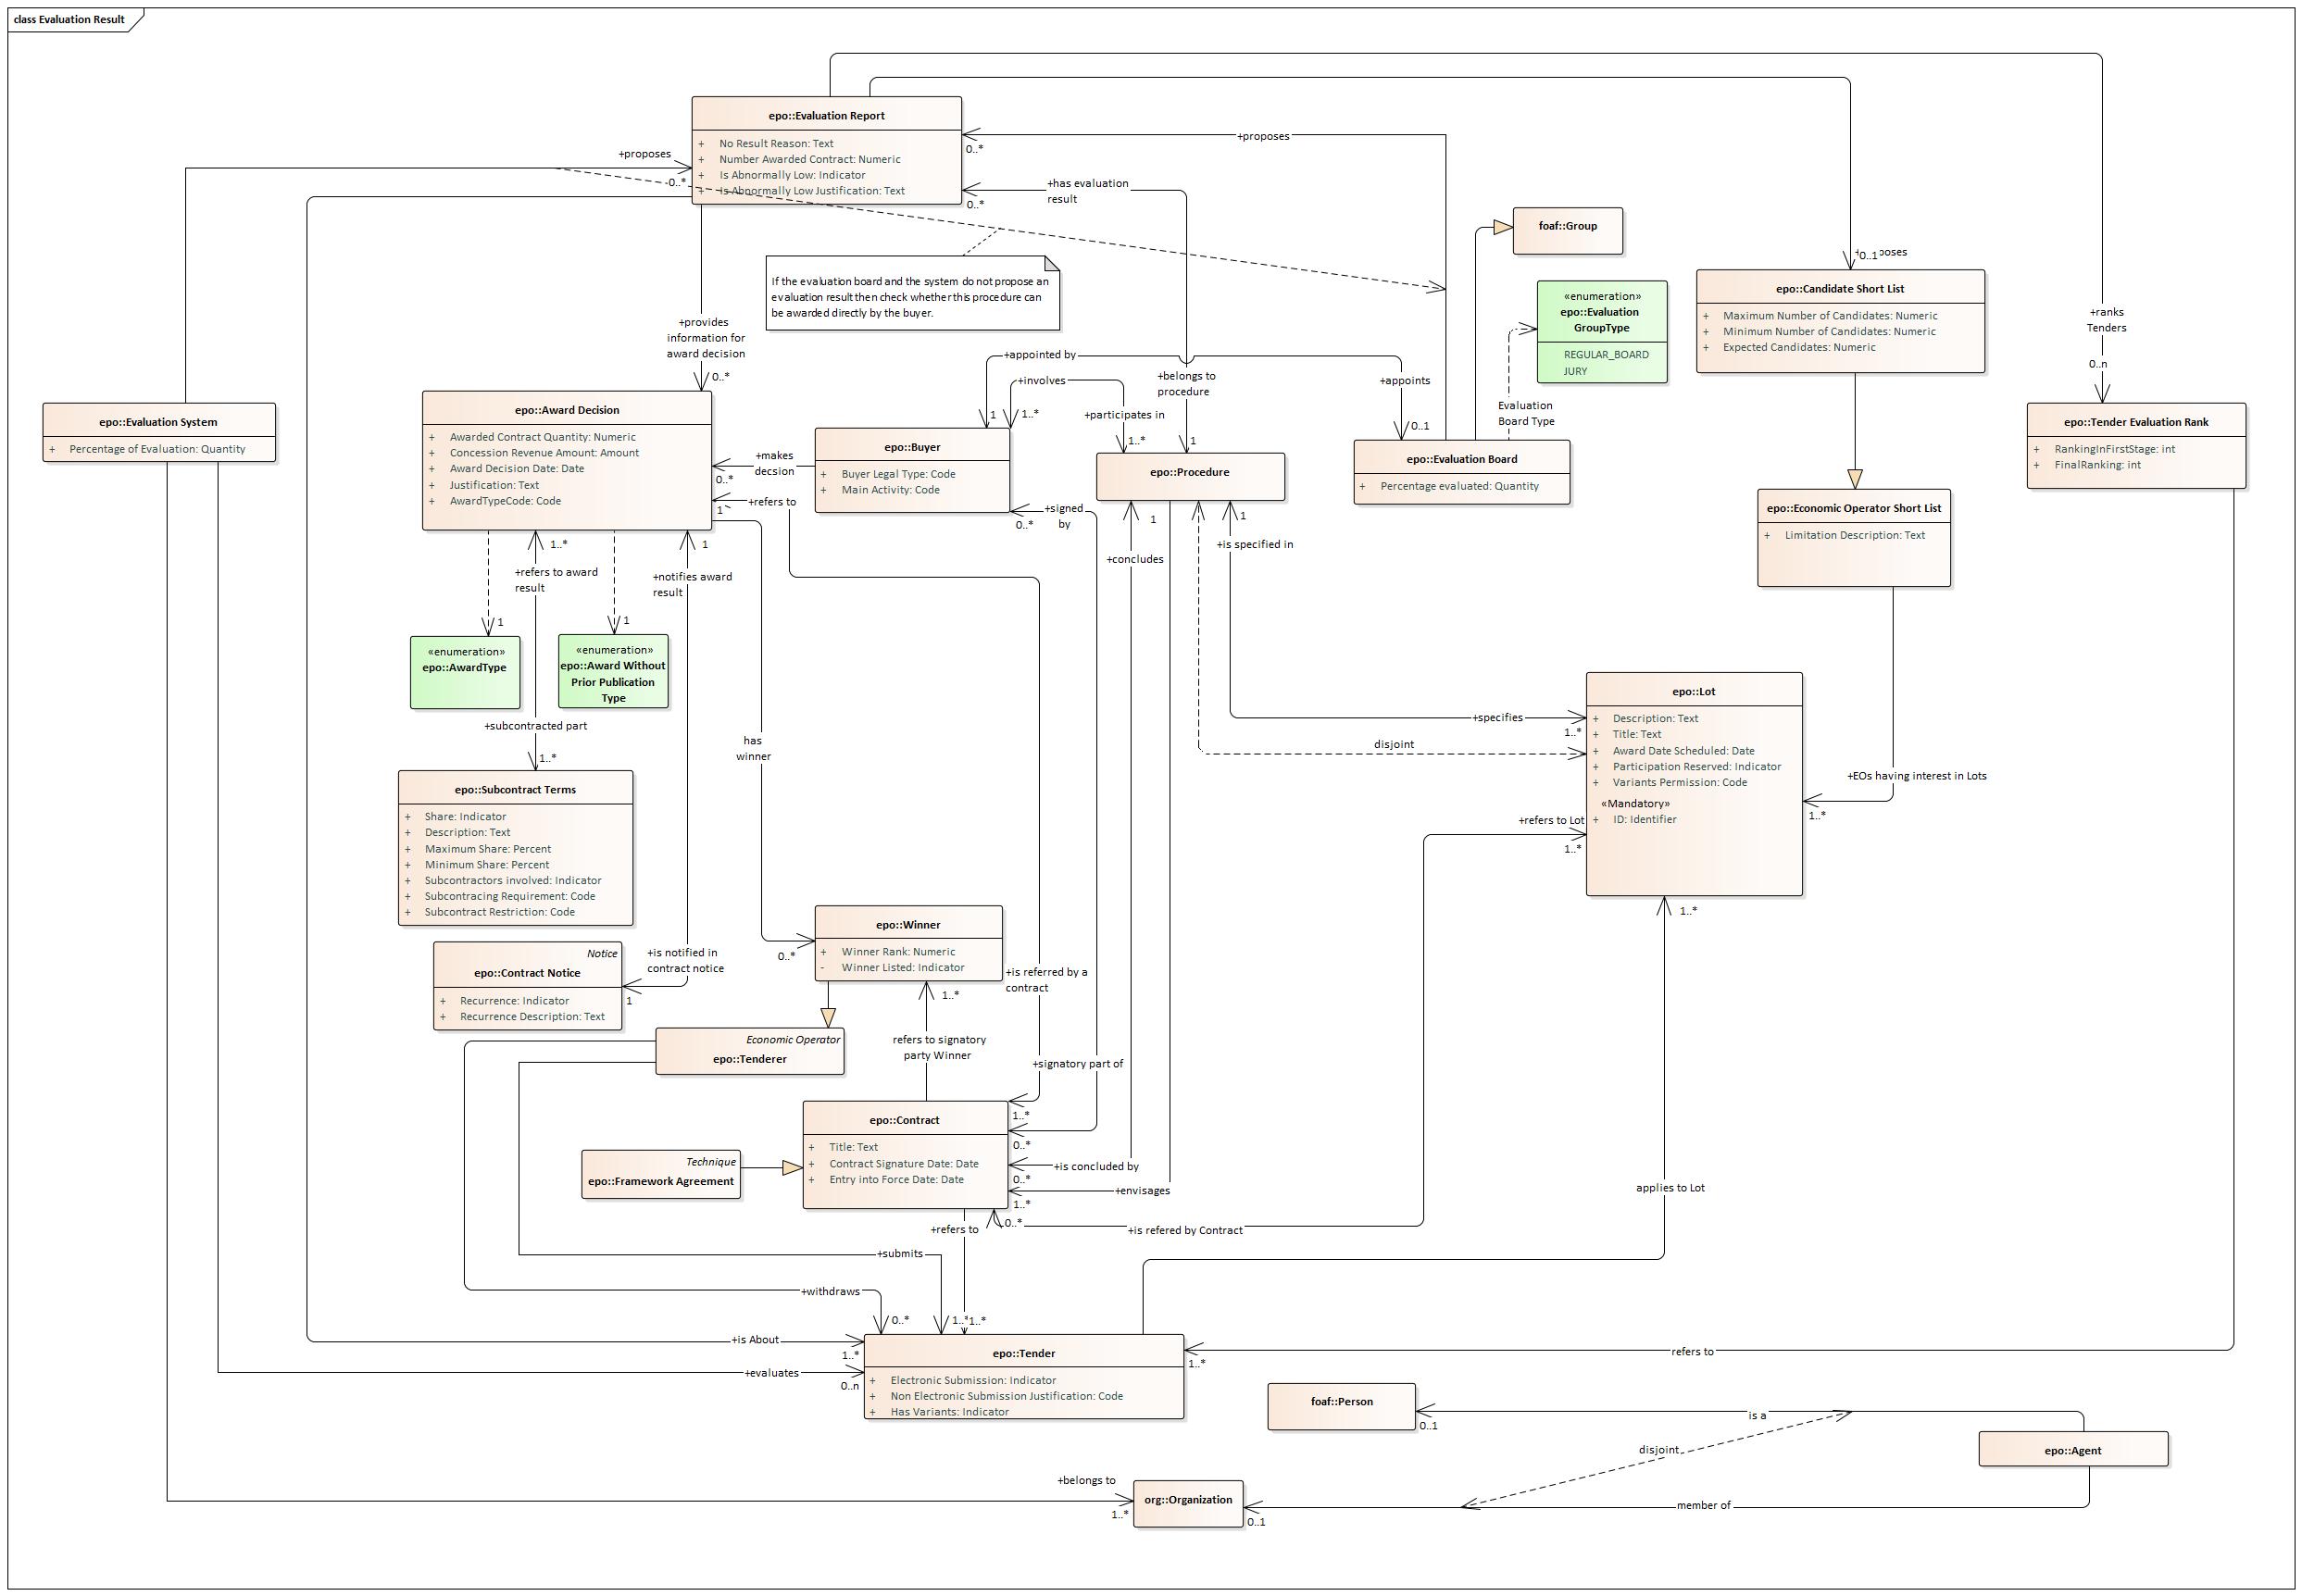 class Evaluation Result
epo::Evaluation Report
+ No Result Reason: Text
+ Number Awarded Contract: Numeric
+ Is Abnormally Low: Indicator
+ Is Abnormally Low Justification: Text
+proposes
0..*
+proposes
-0..*
+has evaluation
result
0..*
foaf::Group
+proposes
0..1
If the evaluation board and the system do not propose an
evaluation result then check whether this procedure can
be awarded directly by the buyer.
«enumeration»
epo::Evaluation
GroupType
REGULAR_BOARD
JURY
epo::Candidate Short List
+ Maximum Number of Candidates: Numeric
+ Minimum Number of Candidates: Numeric
+ Expected Candidates: Numeric
+ranks
Tenders
0..n
+provides
information for
award decision
0..*
+appointed by
1
+appoints
0..1
+involves
1..*
+participates in
1..*
+belongs to
procedure
1
Evaluation
Board Type
epo::Evaluation System
+ Percentage of Evaluation: Quantity
epo::Award Decision
+ Awarded Contract Quantity: Numeric
+ Concession Revenue Amount: Amount
+ Award Decision Date: Date
+ Justification: Text
+ AwardTypeCode: Code
+makes
decsion
0..*
+refers to
1
epo::Buyer
+ Buyer Legal Type: Code
+ Main Activity: Code
epo::Procedure
epo::Evaluation Board
+ Percentage evaluated: Quantity
epo::Tender Evaluation Rank
+ RankingInFirstStage: int
+ FinalRanking: int
epo::Economic Operator Short List
+ Limitation Description: Text
+signed
by
0..*
1
+concludes
1
+is specified in
1..*
+refers to award
result
1
+notifies award
result
1
1
«enumeration»
epo::AwardType
«enumeration»
epo::Award Without
Prior Publication
Type
+subcontracted part
1..*
has
winner
epo::Lot
+ Description: Text
+ Title: Text
+ Award Date Scheduled: Date
+ Participation Reserved: Indicator
+ Variants Permission: Code
«Mandatory»
+ ID: Identifier
+specifies
1..*
disjoint
+EOs having interest in Lots
1..*
+refers to Lot
1..*
1..*
epo::Subcontract Terms
+ Share: Indicator
+ Description: Text
+ Maximum Share: Percent
+ Minimum Share: Percent
+ Subcontractors involved: Indicator
+ Subcontracing Requirement: Code
+ Subcontract Restriction: Code
Notice
epo::Contract Notice
+ Recurrence: Indicator
+ Recurrence Description: Text
+is notified in
contract notice
1
0..*
epo::Winner
+ Winner Rank: Numeric
- Winner Listed: Indicator
1..*
+is referred by a
contract
Economic Operator
epo::Tenderer
refers to signatory
party Winner
+signatory part of
1..*
0..*
epo::Contract
+ Title: Text
+ Contract Signature Date: Date
+ Entry into Force Date: Date
Technique
epo::Framework Agreement
+is concluded by
0..*
+envisages
1..*
applies to Lot
+refers to
0..*
+is refered by Contract
+submits
+withdraws
0..*
1..*
1..*
+is About
1..*
+evaluates
0..n
epo::Tender
+ Electronic Submission: Indicator
+ Non Electronic Submission Justification: Code
+ Has Variants: Indicator
1..*
refers to
foaf::Person
0..1
is a
disjoint
epo::Agent
+belongs to
1..*
org::Organization
0..1
member of